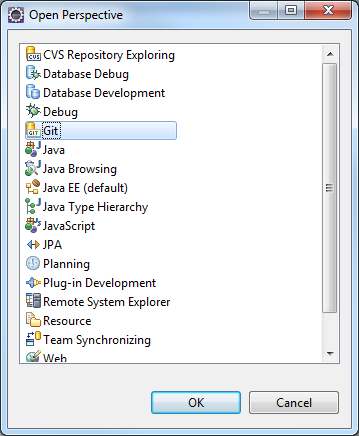 Open Perspective
CVS Repository Exploring
Database Debug
Database Development
Debug
Git
Java
Java Browsing
Java EE (default)
Java Type Hierarchy
JavaScript
JPA
Planning
Plug-in Development
Remote System Explorer
Resource
Team Synchronizing
Web
OK
Cancel